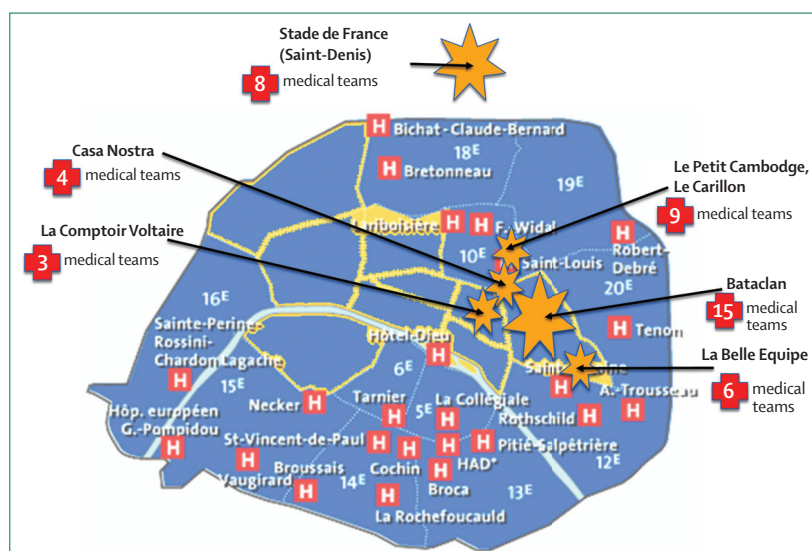 Stade de France
(Saint-Denis)
8
medical teams
Casa Nostra
4
medical teams
La Comptoir Voltaire
3
medical teams
Le Petit Cambodge,
Le Carillon
9
medical teams
Bataclan
15
medical
teams
La Belle Equipe
6
medical
teams
H
Bichat-Claude-Bernard
18E
H
Bretonneau
19E
Lariboisière
H
H
F. Widal
10E
Saint-Louis
H
Robert-
Debré
20E
H
Tenon
16E
Sainte-Perine-
Rossini-
Chardon Lagache
H
15E
Hôtel-Dieu
H
6E
H
A.-Trousseau
H
Rothschild
H
Necker
H
Tarnier
H
5E
La Collégiale
H
Hôp. européen
G.-Pompidou
H
St-Vincent-de-Paul
H
Cochin
H
HAD*
H
Pitié-Salpêtrière
H
12E
Vaugirard
H
Broussais
H
14E
Broca
H
13E
La Rochefoucauld
H